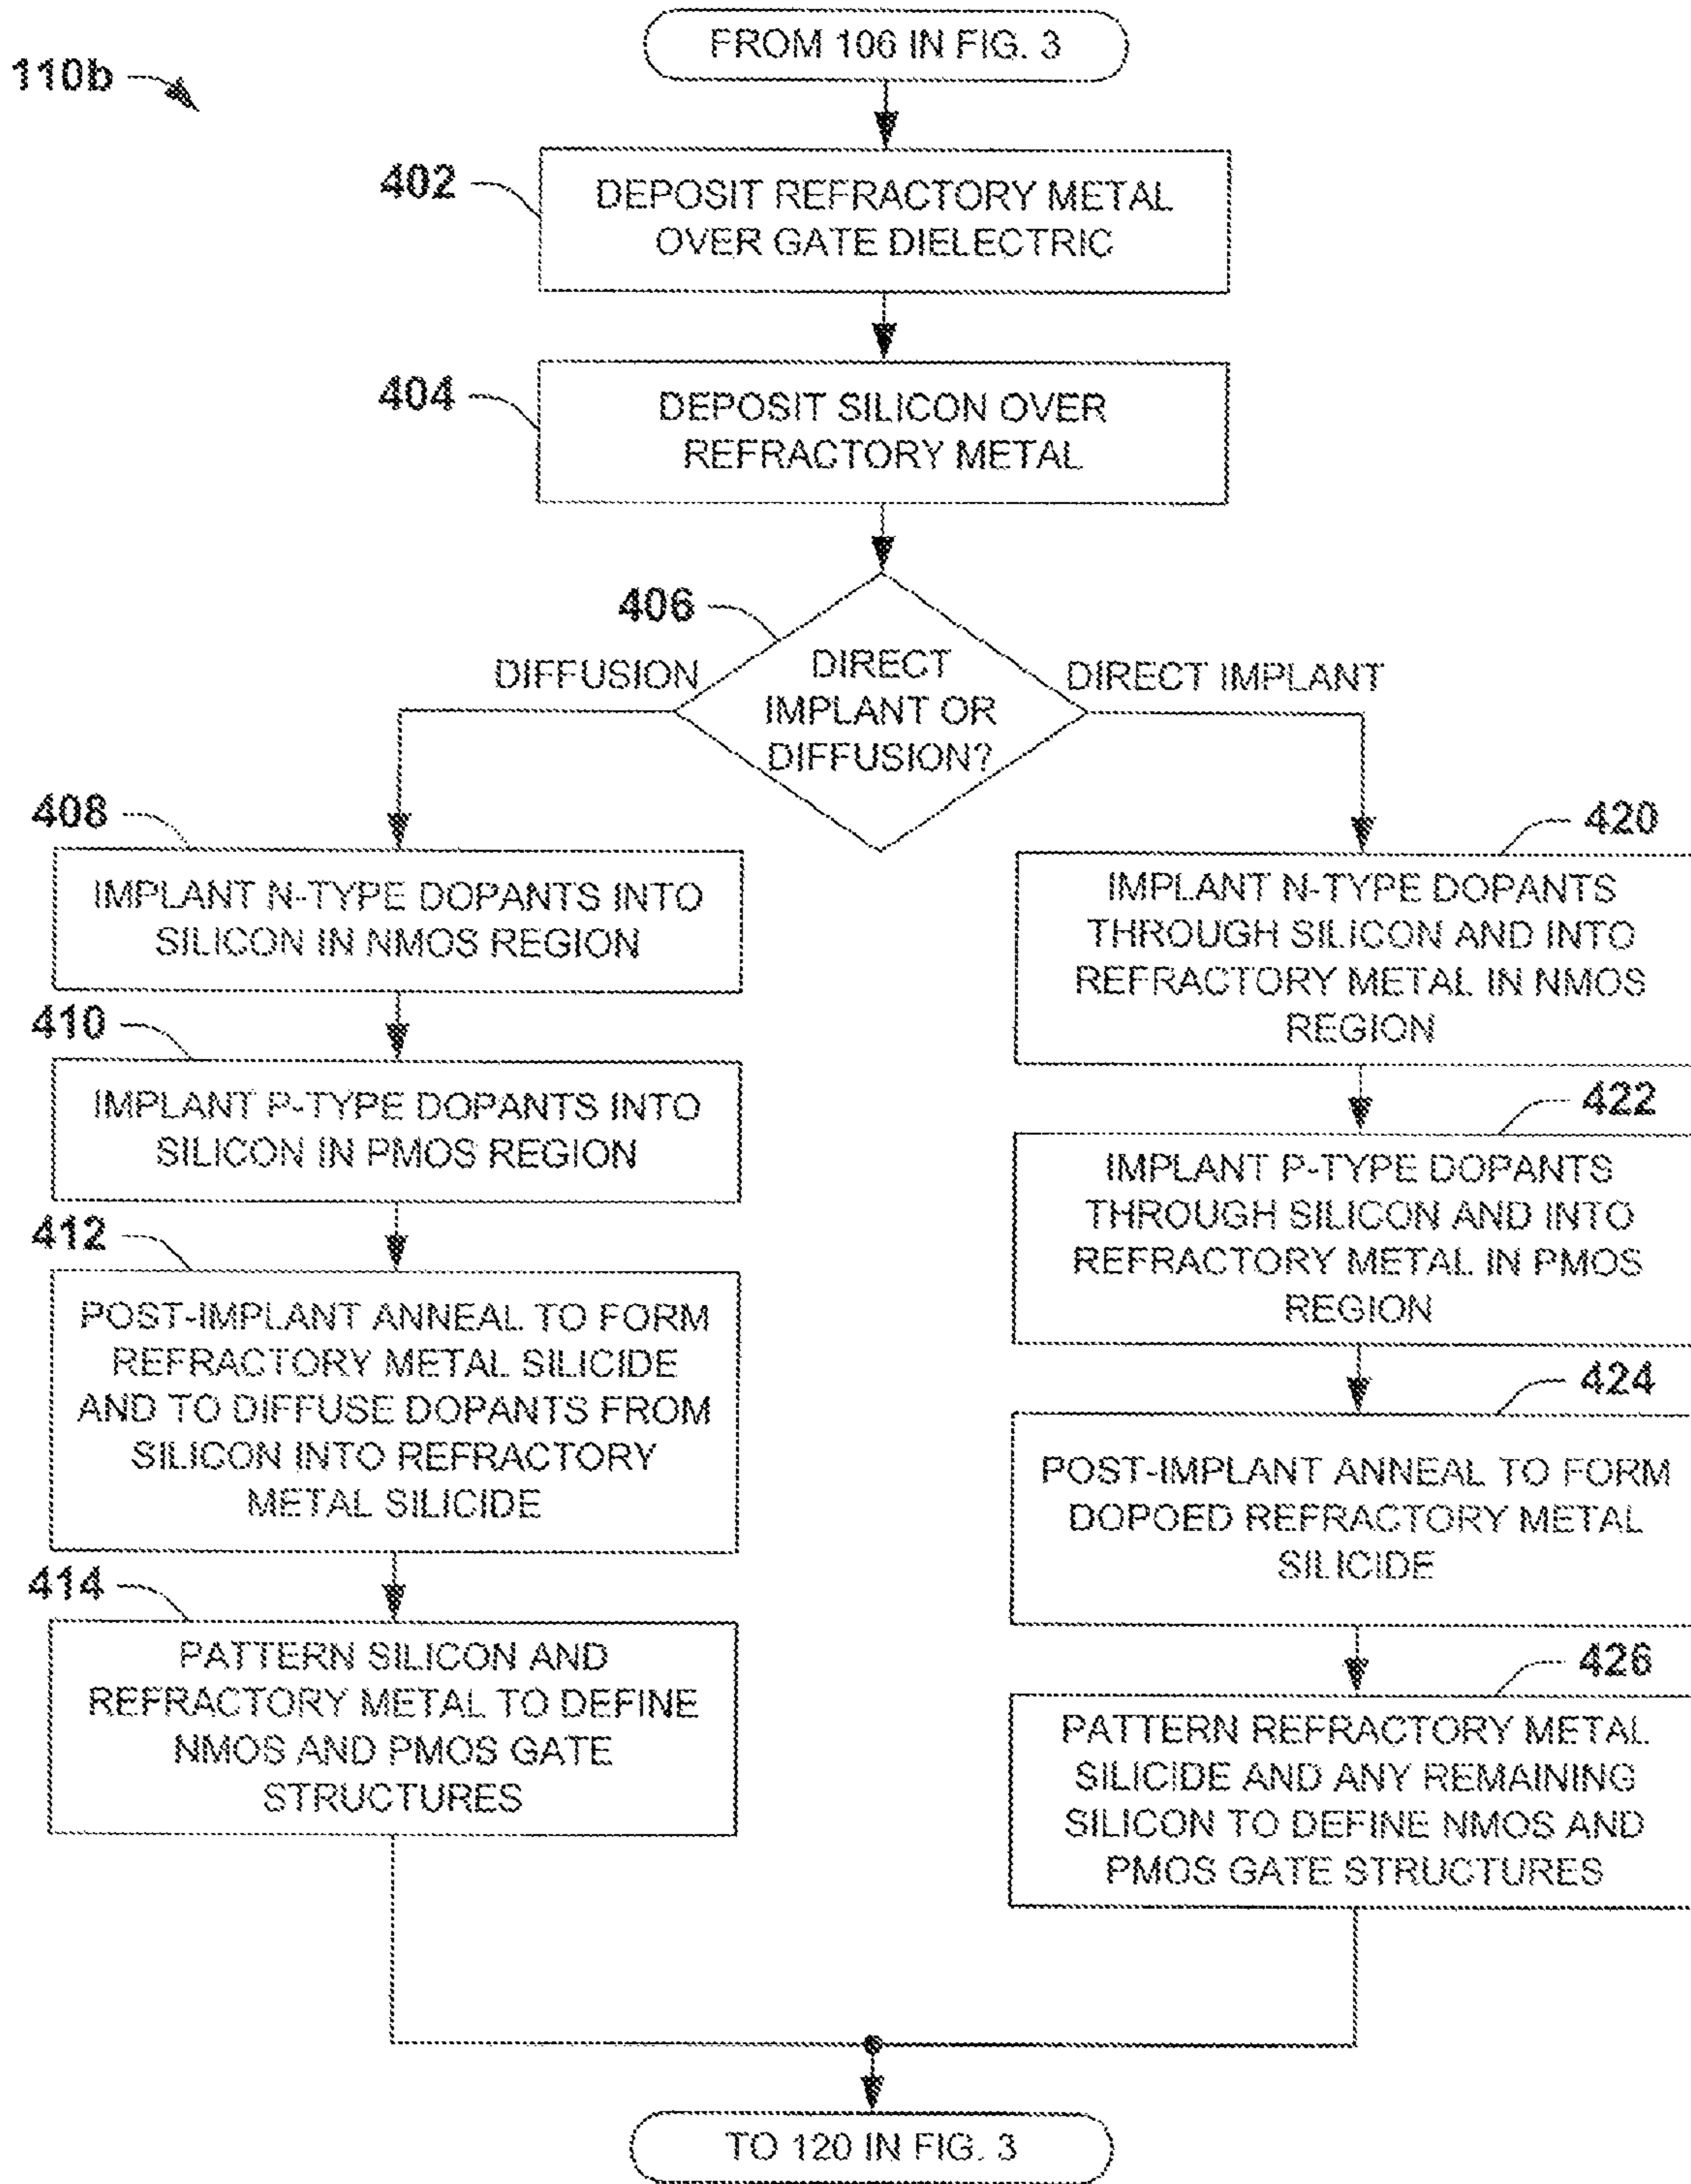 FROM 106 IN FIG. 3
110b
402
DEPOSIT REFRACTORY METAL
OVER GATE DIELECTRIC
404
DEPOSIT SILICON OVER
REFRACTORY METAL
406
DIRECT
IMPLANT OR
DIFFUSION?
DIFFUSION
DIRECT IMPLANT
408
IMPLANT N-TYPE DOPANTS INTO
SILICON IN NMOS REGION
410
IMPLANT P-TYPE DOPANTS INTO
SILICON IN PMOS REGION
412
POST-IMPLANT ANNEAL TO FORM
REFRACTORY METAL SILICIDE
AND TO DIFFUSE DOPANTS FROM
SILICON INTO REFRACTORY
METAL SILICIDE
414
PATTERN SILICON AND
REFRACTORY METAL TO DEFINE
NMOS AND PMOS GATE
STRUCTURES
420
IMPLANT N-TYPE DOPANTS
THROUGH SILICON AND INTO
REFRACTORY METAL IN NMOS
REGION
422
IMPLANT P-TYPE DOPANTS
THROUGH SILICON AND INTO
REFRACTORY METAL IN PMOS
REGION
424
POST-IMPLANT ANNEAL TO FORM
DOPOED REFRACTORY METAL
SILICIDE
426
PATTERN REFRACTORY METAL
SILICIDE AND ANY REMAINING
SILICON TO DEFINE NMOS AND
PMOS GATE STRUCTURES
TO 120 IN FIG. 3